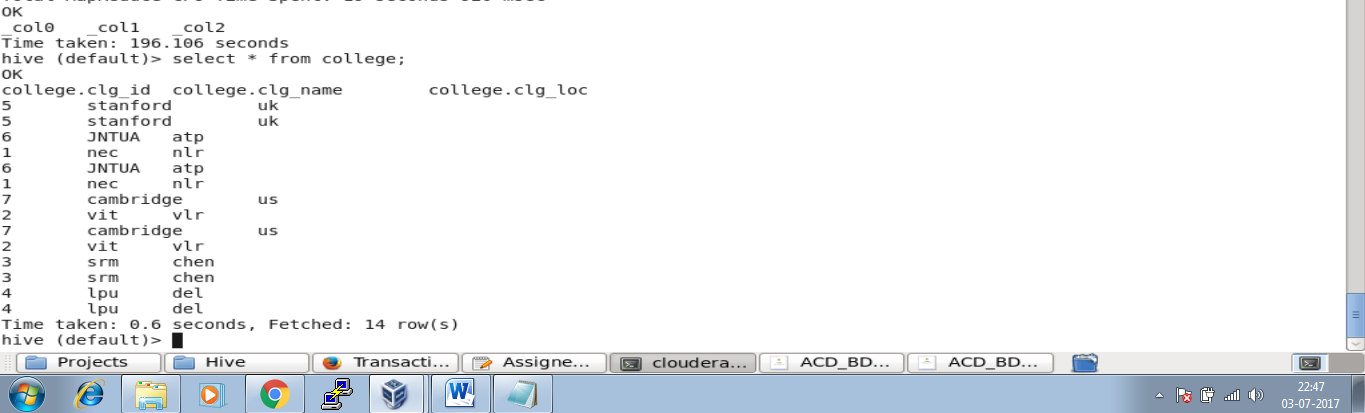 OK
_col0 _col1 _col2
Time taken: 196.106 seconds
hive (default)> select * from college;
OK
college.clg_id college.clg_name college.clg_loc
5 stanford uk
5 stanford uk
6 JNTUA atp
1 nec nlr
6 JNTUA atp
1 nec nlr
7 cambridge us
2 vit vlr
7 cambridge us
2 vit vlr
3 srm chen
3 srm chen
4 lpu del
4 lpu del
Time taken: 0.6 seconds, Fetched: 14 row(s)
hive (default)>
Projects Hive Transacti... Assigne... cloudera... ACD_BD... ACD_BD...
22:47
03-07-2017